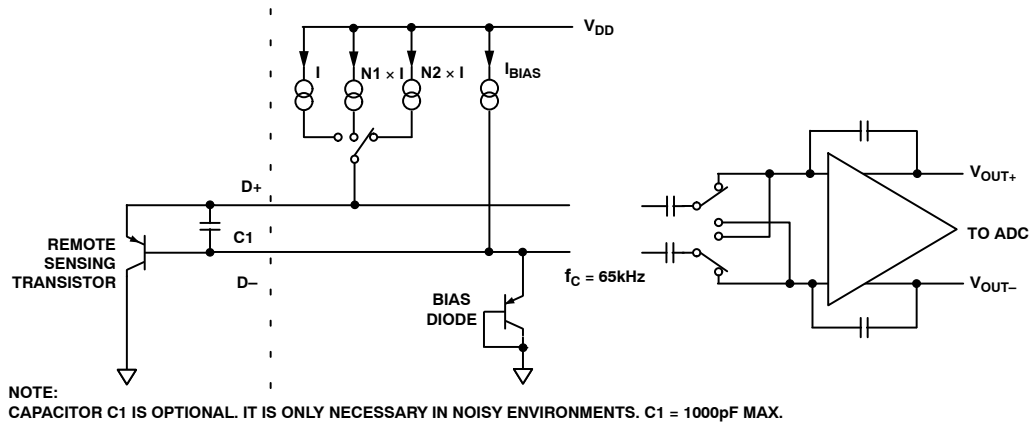 V_DD
I
N1 × I
N2 × I
I_BIAS
D+
C1
D–
REMOTE
SENSING
TRANSISTOR
BIAS
DIODE
f_C = 65kHz
V_OUT+
TO ADC
V_OUT–
NOTE:
CAPACITOR C1 IS OPTIONAL. IT IS ONLY NECESSARY IN NOISY ENVIRONMENTS. C1 = 1000pF MAX.